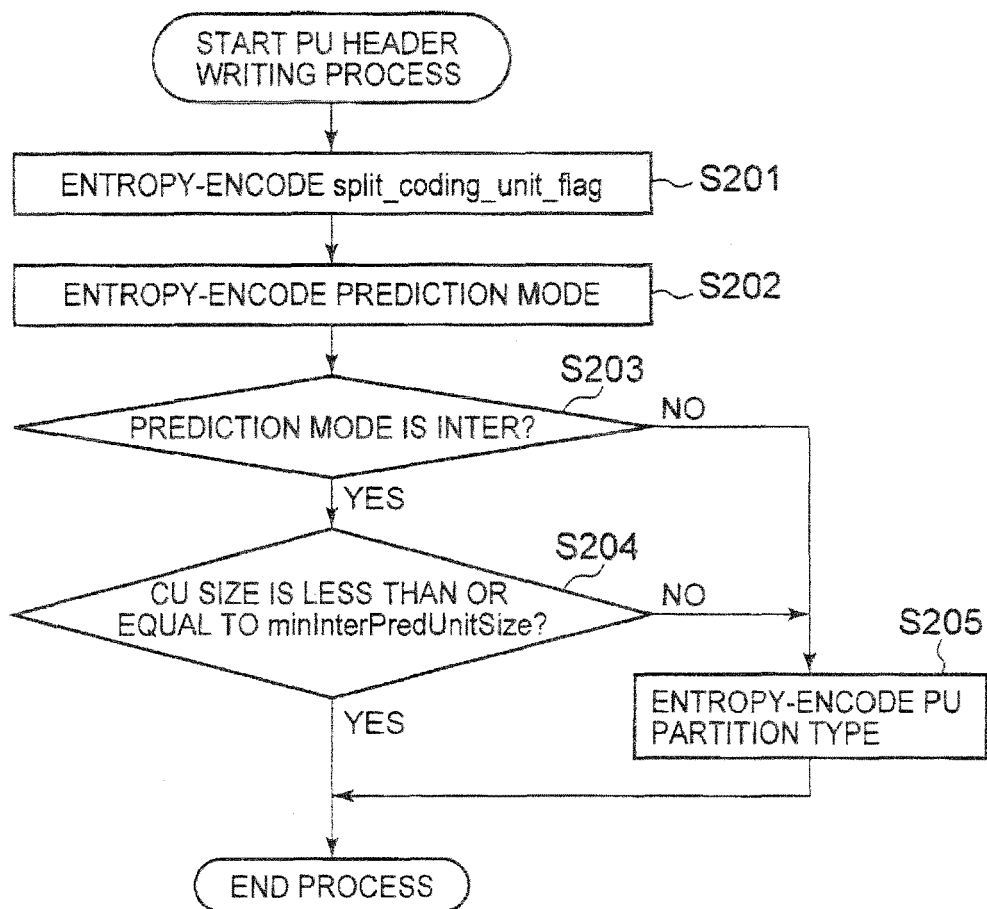 START PU HEADER
WRITING PROCESS
ENTROPY-ENCODE split_coding_unit_flag
S201
ENTROPY-ENCODE PREDICTION MODE
S202
S203
PREDICTION MODE IS INTER?
NO
YES
S204
CU SIZE IS LESS THAN OR
EQUAL TO minInterPredUnitSize?
NO
YES
S205
ENTROPY-ENCODE PU
PARTITION TYPE
END PROCESS